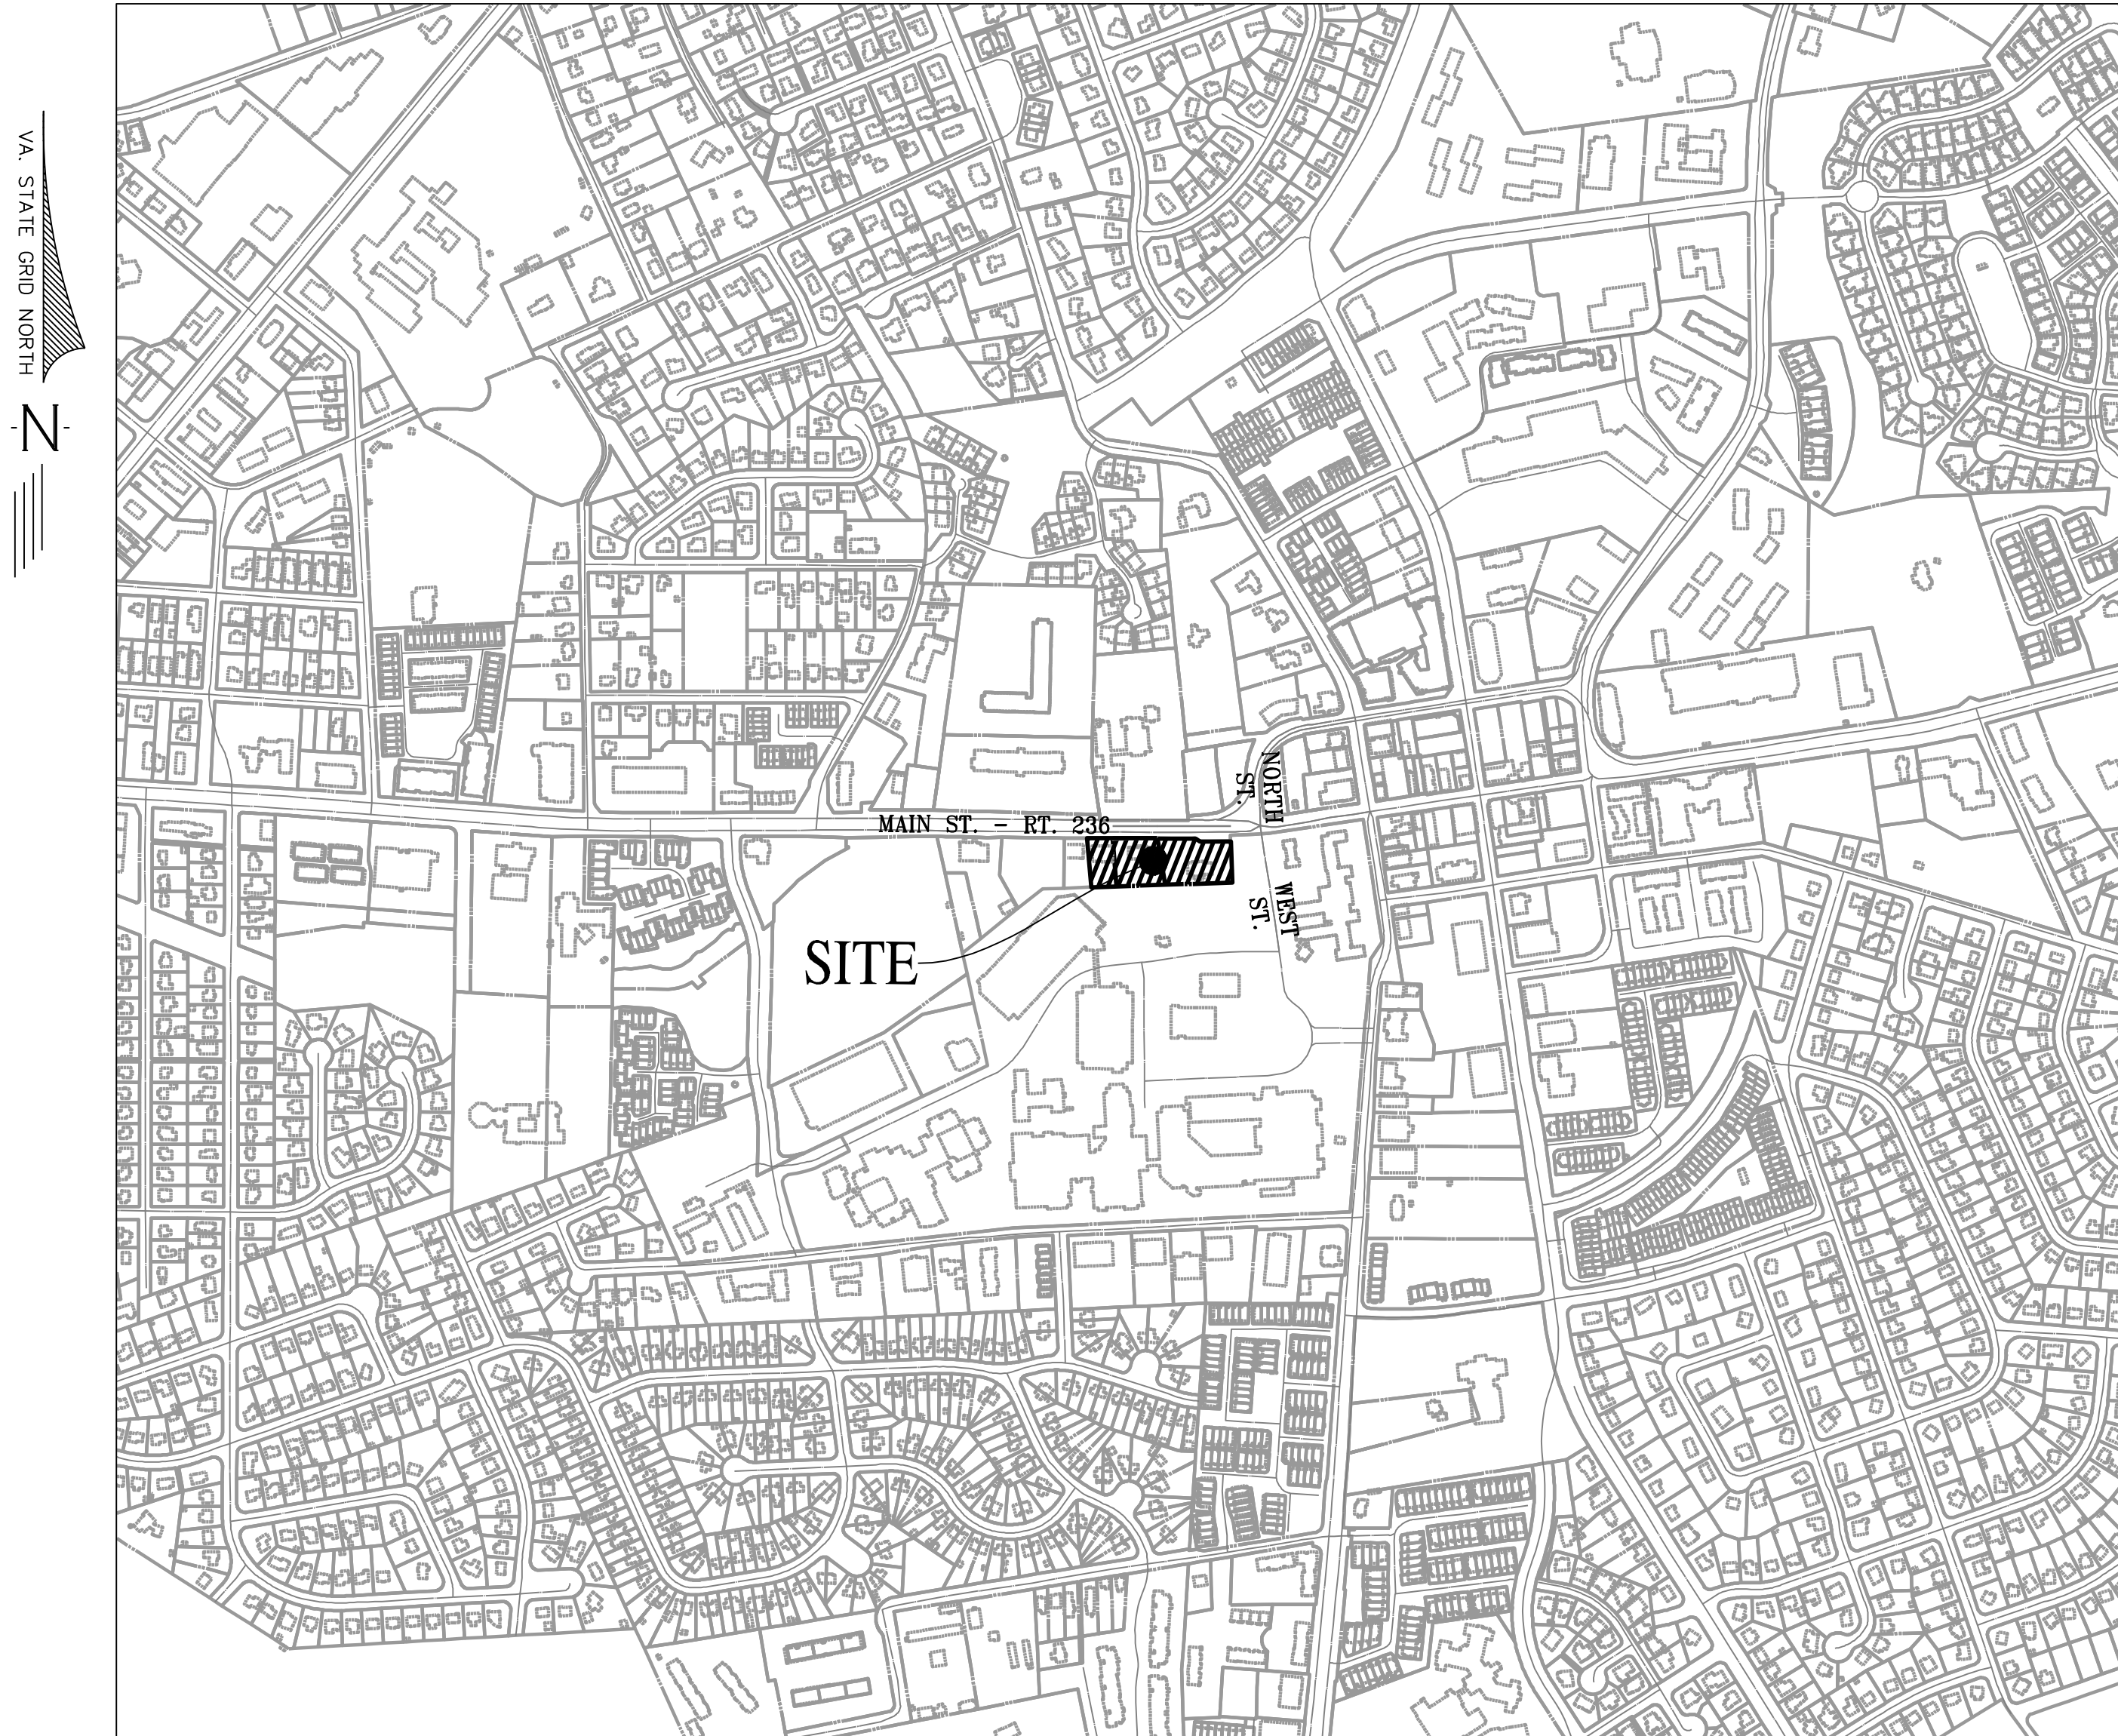 VA. STATE GRID NORTH
N
NORTH
ST.
MAIN ST. – RT. 236
WEST
ST.
SITE